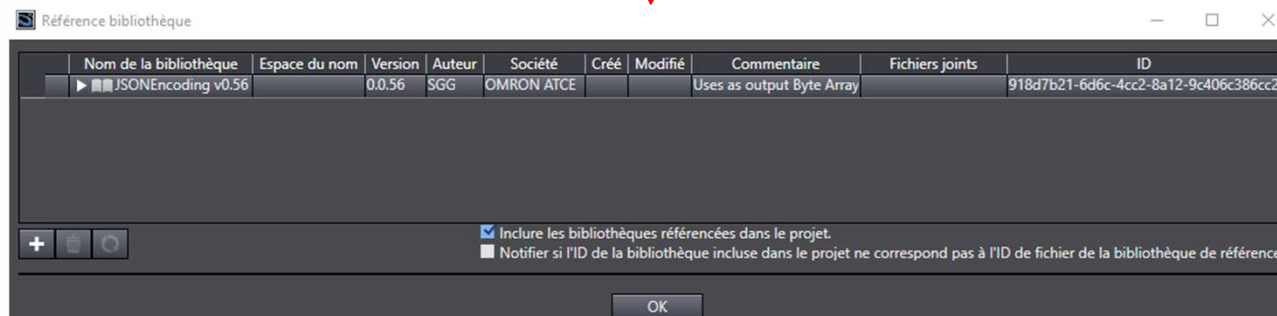 Référence bibliothèque
Nom de la bibliothèque Espace du nom Version Auteur Société Créé Modifié Commentaire Fichiers joints ID
JSONEncoding v0.56 0.0.56 SGG OMRON ATCE Uses as output Byte Array 918d7b21-6d6c-4cc2-8a12-9c406c386cc2
Inclure les bibliothèques référencées dans le projet.
Notifier si l'ID de la bibliothèque incluse dans le projet ne correspond pas à l'ID de fichier de la bibliothèque de référence
OK